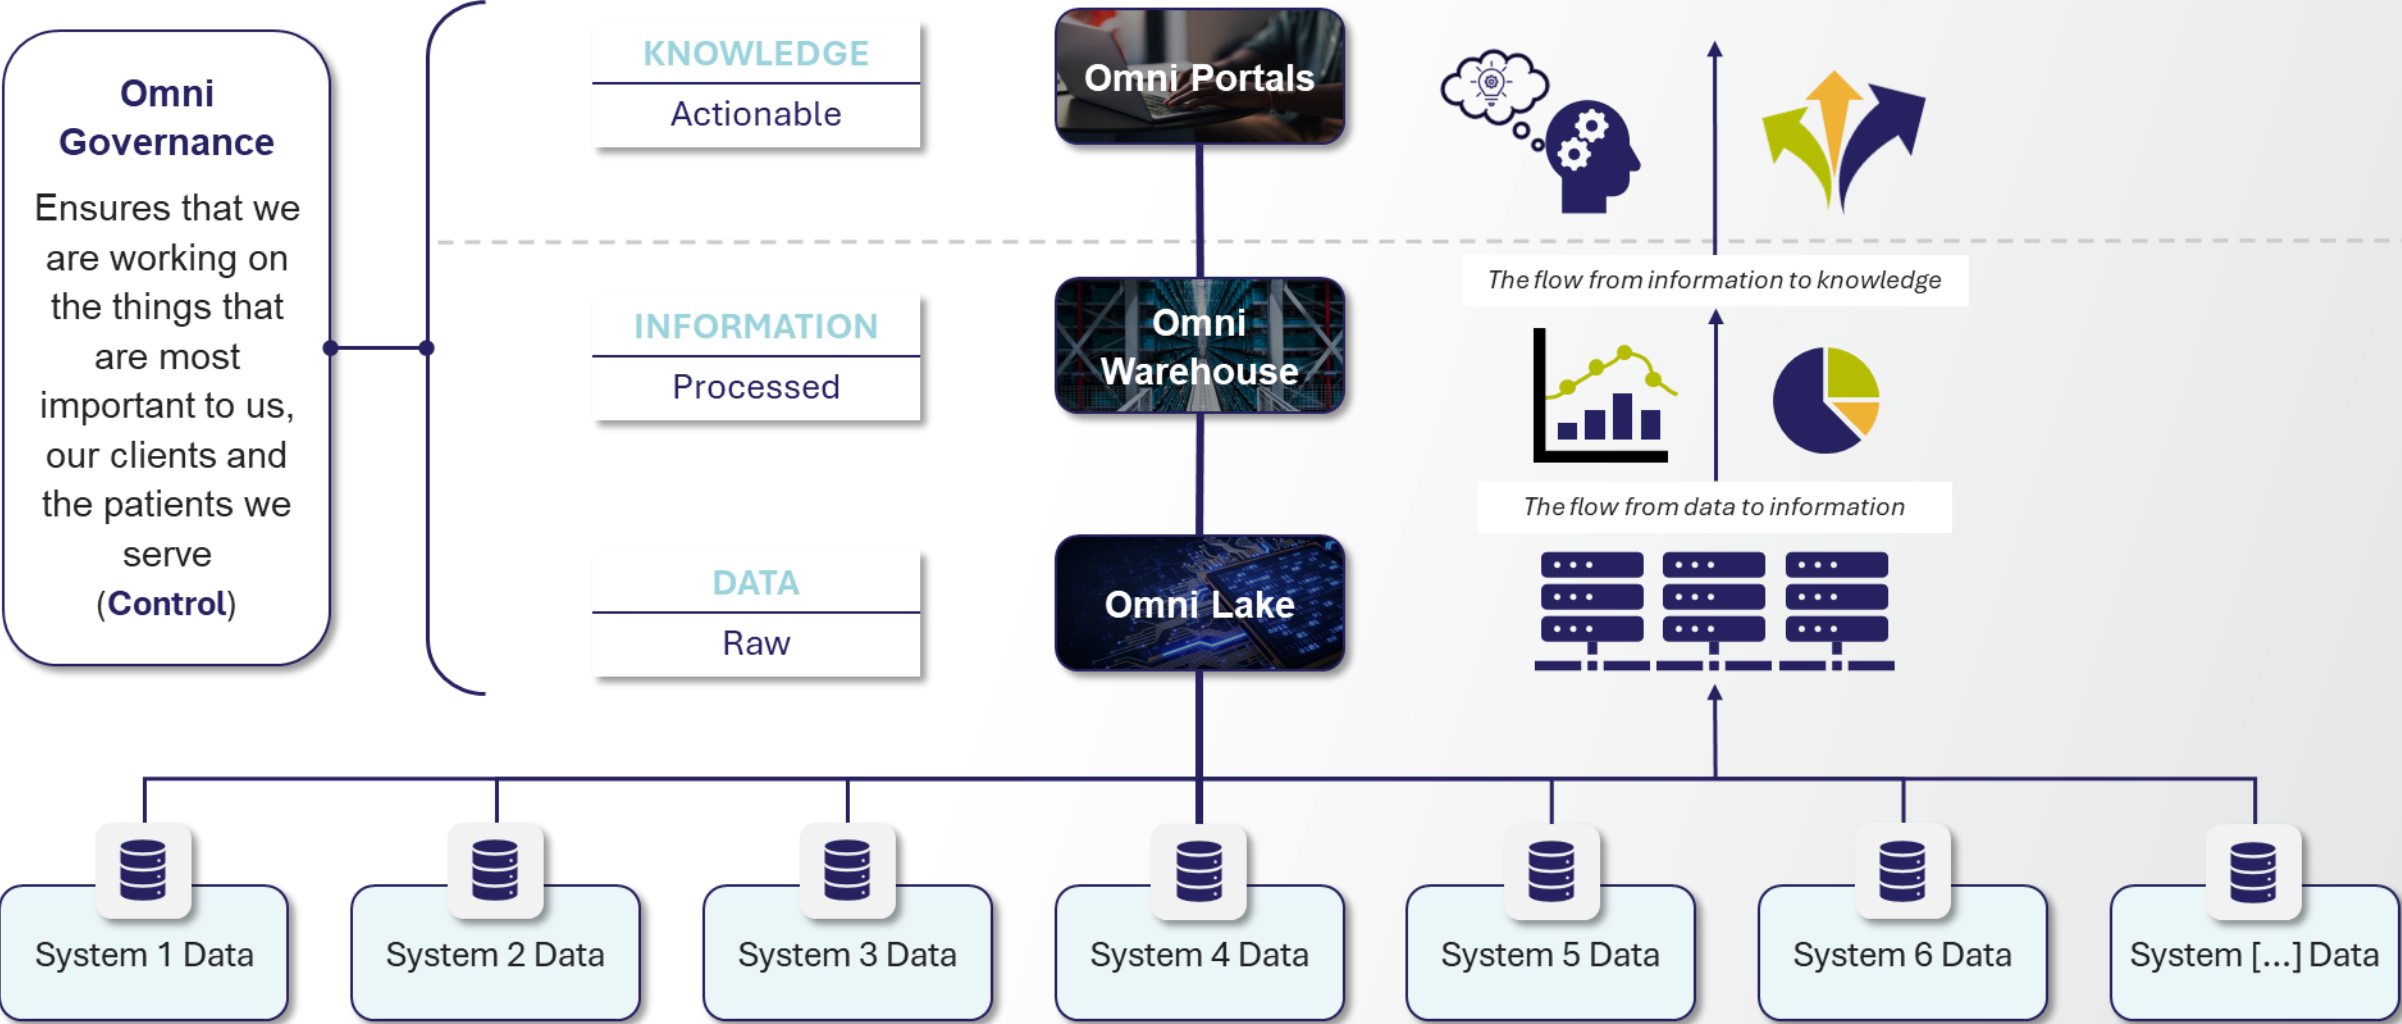 Omni
Governance
Ensures that we
are working on
the things that
are most
important to us,
our clients and
the patients we
serve
(Control)
KNOWLEDGE
Actionable
Omni Portals
The flow from information to knowledge
INFORMATION
Processed
Omni
Warehouse
The flow from data to information
DATA
Raw
Omni Lake
System 1 Data
System 2 Data
System 3 Data
System 4 Data
System 5 Data
System 6 Data
System [...] Data